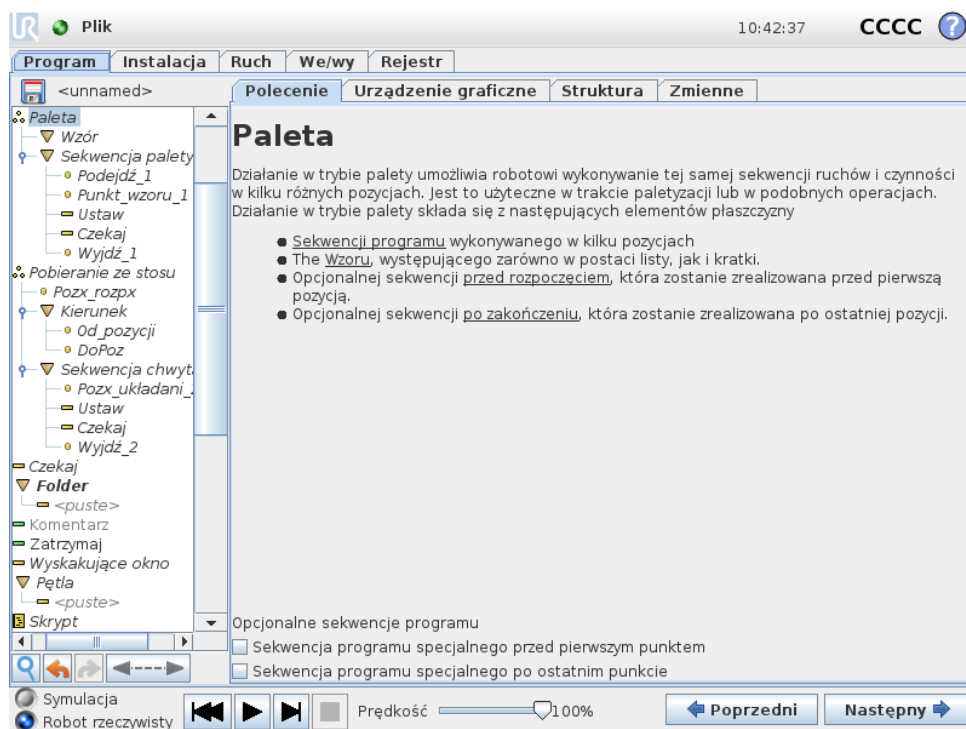 UR Plik 10:42:37 CCCC ?
Program Instalacja Ruch We/wy Rejestr
<unnamed>
Polecenie Urządzenie graficzne Struktura Zmienne
Paleta
Wzór
Sekwencja palety
Podejdź_1
Punkt_wzoru_1
Ustaw
Czekaj
Wyjdź_1
Pobieranie ze stosu
Pozx_rozpx
Kierunek
Od_pozycji
DoPoz
Sekwencja chwyta
Pozx_układani_2
Ustaw
Czekaj
Wyjdź_2
Czekaj
Folder
<puste>
Komentarz
Zatrzymaj
Wyskakujące okno
Pętla
<puste>
Skrypt
Paleta
Działanie w trybie palety umożliwia robotowi wykonywanie tej samej sekwencji ruchów i czynności
w kilku różnych pozycjach. Jest to użyteczne w trakcie paletyzacji lub w podobnych operacjach.
Działanie w trybie palety składa się z następujących elementów płaszczyzny
Sekwencji programu wykonywanego w kilku pozycjach
The Wzoru, występującego zarówno w postaci listy, jak i kratki.
Opcjonalnej sekwencji przed rozpoczęciem, która zostanie zrealizowana przed pierwszą
pozycją.
Opcjonalnej sekwencji po zakończeniu, która zostanie zrealizowana po ostatniej pozycji.
Opcjonalne sekwencje programu
Sekwencja programu specjalnego przed pierwszym punktem
Sekwencja programu specjalnego po ostatnim punkcie
Symulacja
Robot rzeczywisty
Prędkość 100%
Poprzedni Następny